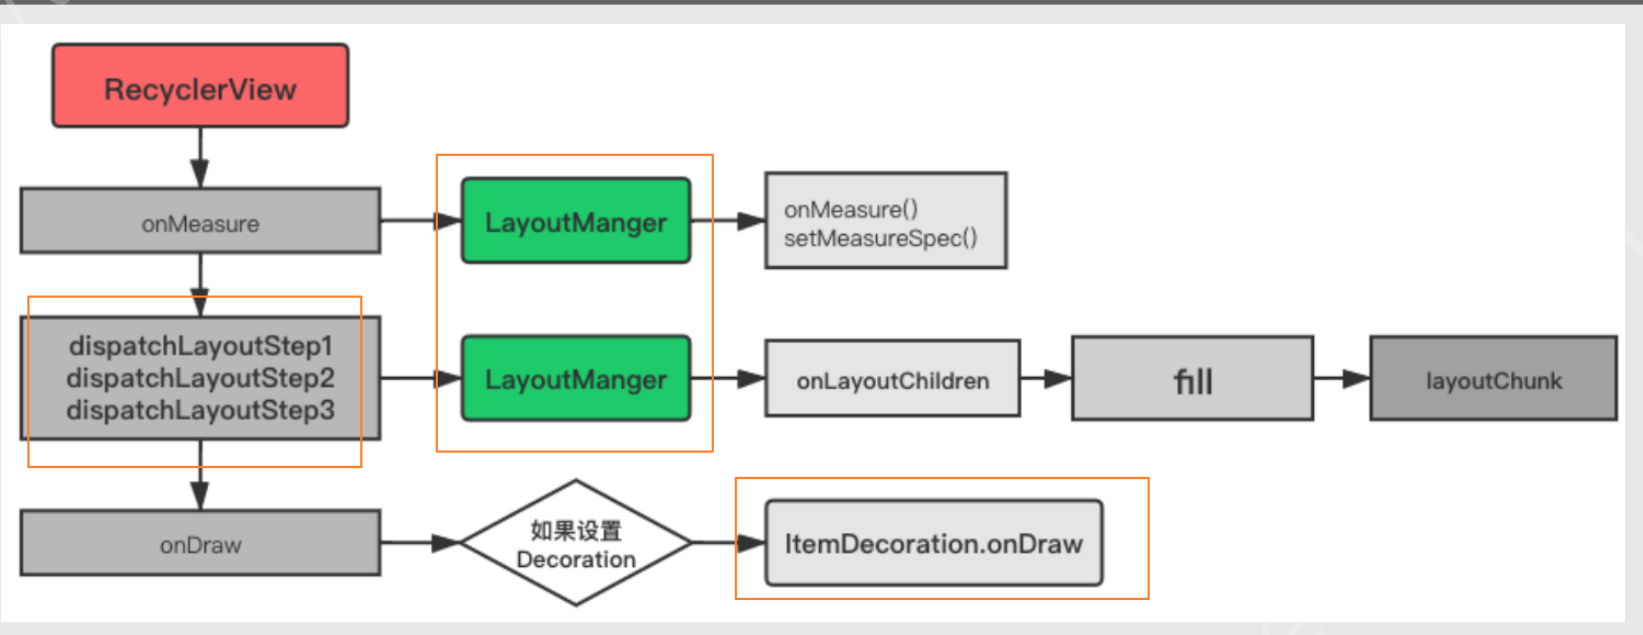 RecyclerView
onMeasure
LayoutManger
onMeasure()
setMeasureSpec()
dispatchLayoutStep1
dispatchLayoutStep2
dispatchLayoutStep3
LayoutManger
onLayoutChildren
fill
layoutChunk
onDraw
如果设置
Decoration
ItemDecoration.onDraw